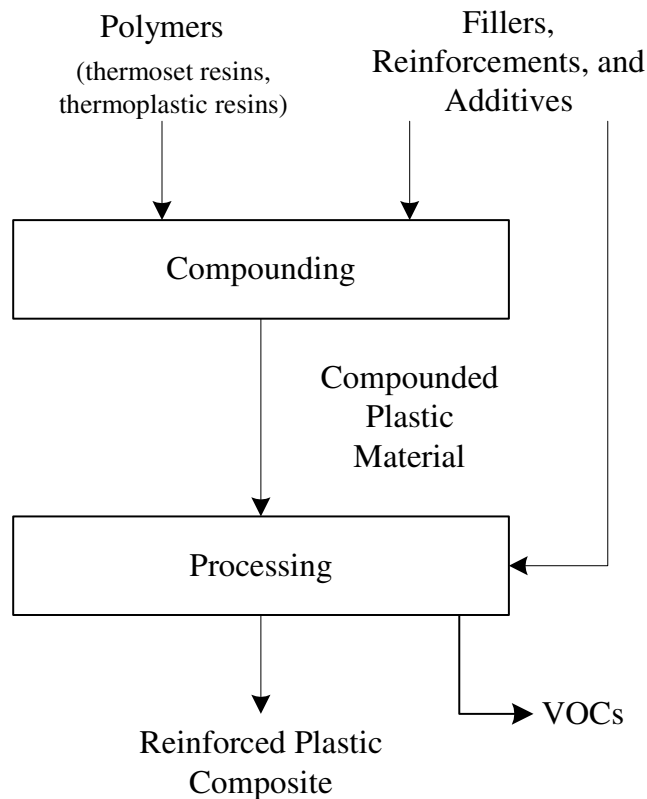 Polymers
(thermoset resins,
thermoplastic resins)
Fillers,
Reinforcements, and
Additives
Compounding
Compounded
Plastic
Material
Processing
VOCs
Reinforced Plastic
Composite